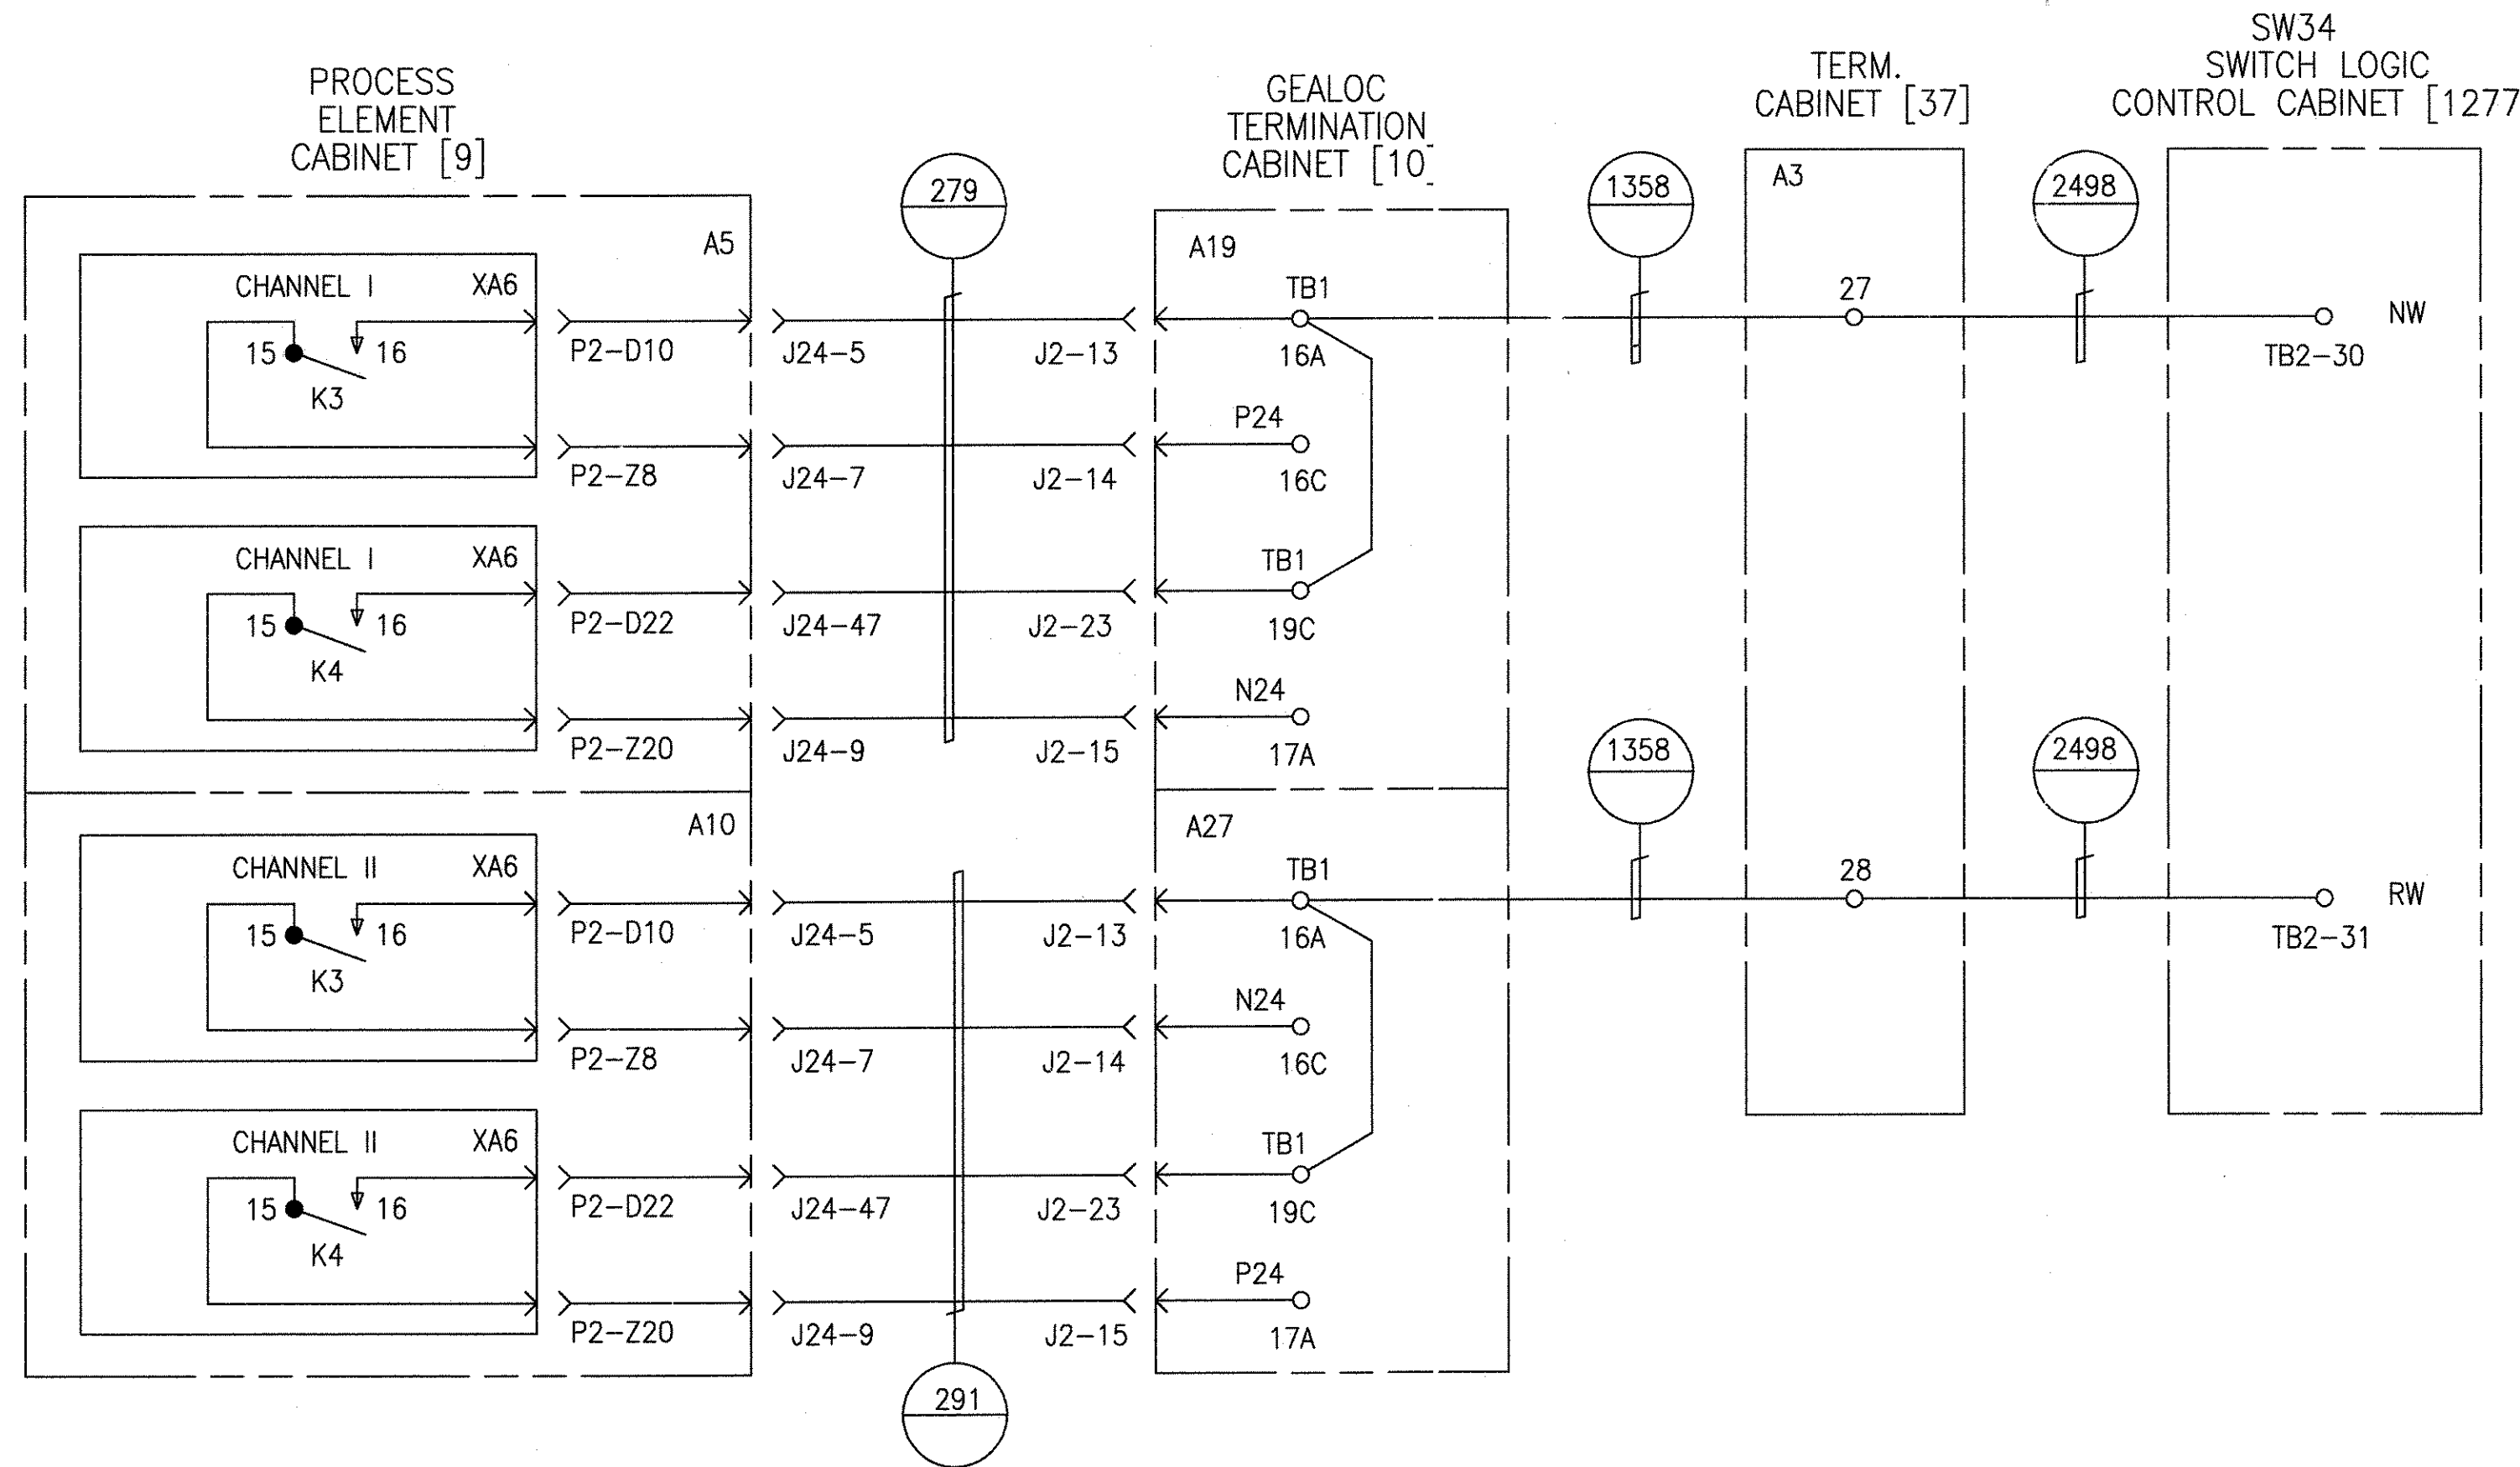 PROCESS
ELEMENT
CABINET [9]
GEALOC
TERMINATION
CABINET [10]
TERM.
CABINET [37]
SW34
SWITCH LOGIC
CONTROL CABINET [1277
279
1358
2498
A5
A19
A3
CHANNEL I
XA6
15
16
K3
P2-D10
J24-5
J2-13
TB1
16A
27
NW
TB2-30
P2-Z8
J24-7
J2-14
P24
16C
CHANNEL I
XA6
15
16
K4
P2-D22
J24-47
J2-23
TB1
19C
P2-Z20
J24-9
J2-15
N24
17A
1358
2498
A10
A27
CHANNEL II
XA6
15
16
K3
P2-D10
J24-5
J2-13
TB1
16A
28
RW
TB2-31
P2-Z8
J24-7
J2-14
N24
16C
CHANNEL II
XA6
15
16
K4
P2-D22
J24-47
J2-23
TB1
19C
P2-Z20
J24-9
J2-15
P24
17A
291